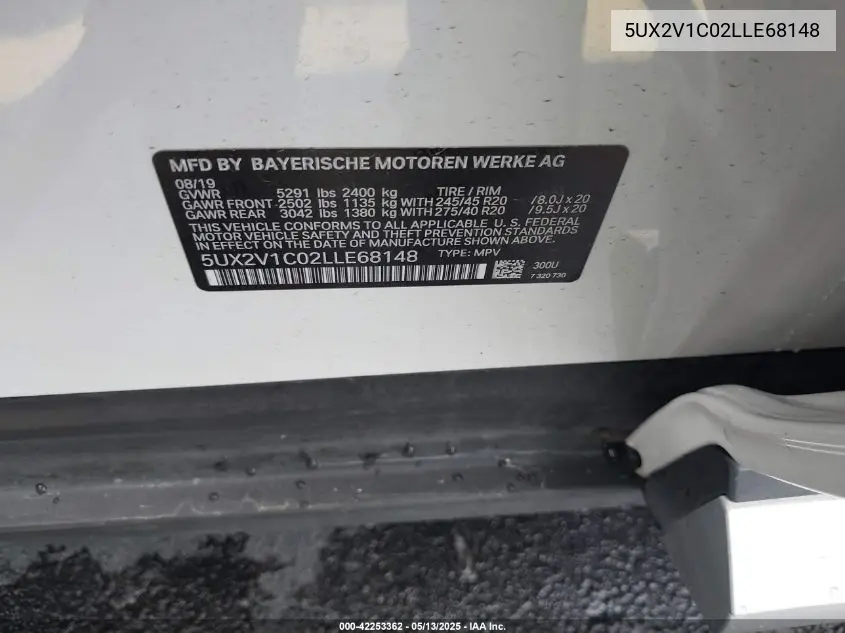 5UX2V1C02LLE68148
MFD BY BAYERISCHE MOTOREN WERKE AG
08/19
GVWR 5291 lbs 2400 kg TIRE / RIM
GAWR FRONT 2502 lbs 1135 kg WITH 245/45 R20 / 8.0J x 20
GAWR REAR 3042 lbs 1380 kg WITH 275/40 R20 / 9.5J x 20
THIS VEHICLE CONFORMS TO ALL APPLICABLE U. S. FEDERAL
MOTOR VEHICLE SAFETY AND THEFT PREVENTION STANDARDS
IN EFFECT ON THE DATE OF MANUFACTURE SHOWN ABOVE.
5UX2V1C02LLE68148 TYPE: MPV
300U
7 320 730
000-42253362 - 05/13/2025 - IAA Inc.